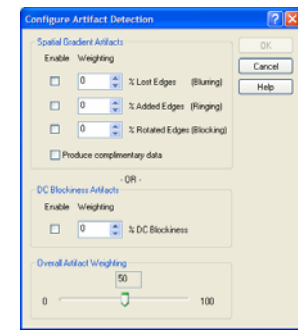 Configure Artifact Detection
OK
Cancel
Help
Spatial Gradient Artifacts
Enable Weighting
0 % Lost Edges (Blurring)
0 % Added Edges (Ringing)
0 % Rotated Edges (Blocking)
Produce complimentary data
- OR -
DC Blockiness Artifacts
Enable Weighting
0 % DC Blockiness
Overall Artifact Weighting
50
0 100